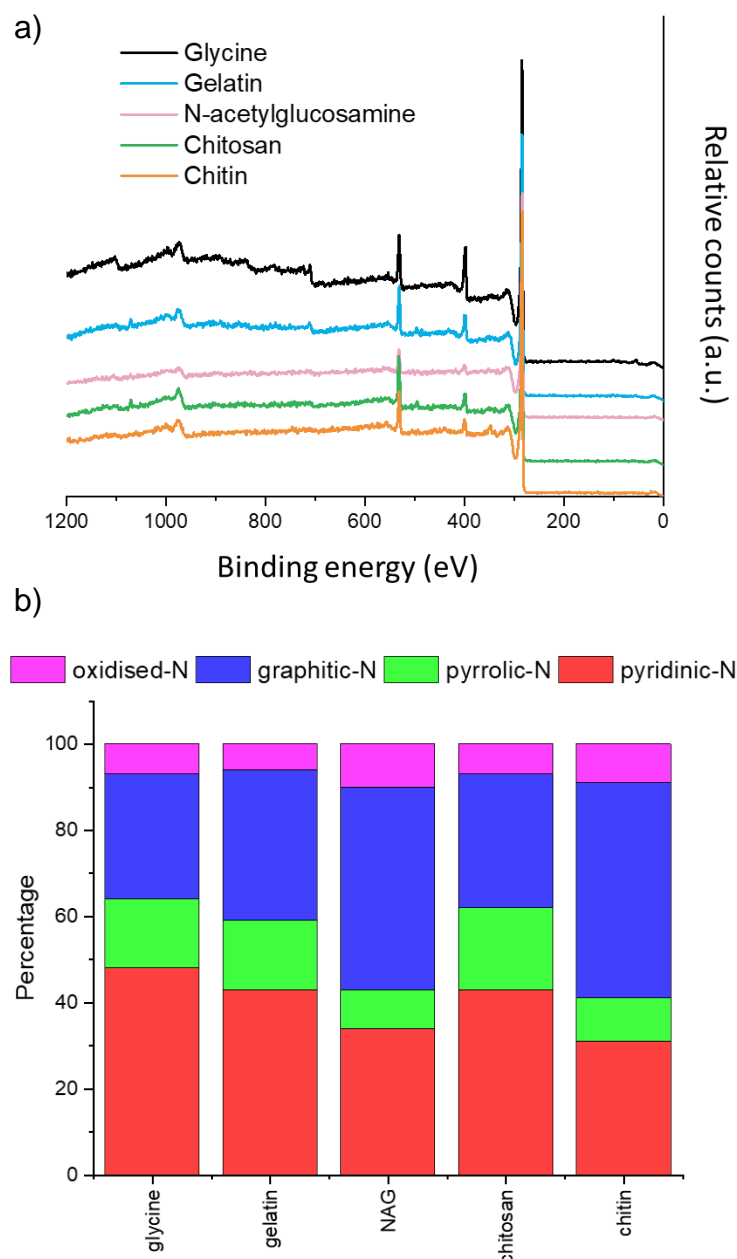 a)
Glycine
Gelatin
N-acetylglucosamine
Chitosan
Chitin
Relative counts (a.u.)
1200 1000 800 600 400 200 0
Binding energy (eV)
b)
oxidised-N graphitic-N pyrrolic-N pyridinic-N
100
80
60
40
20
0
Percentage
glycine gelatin NAG chitosan chitin